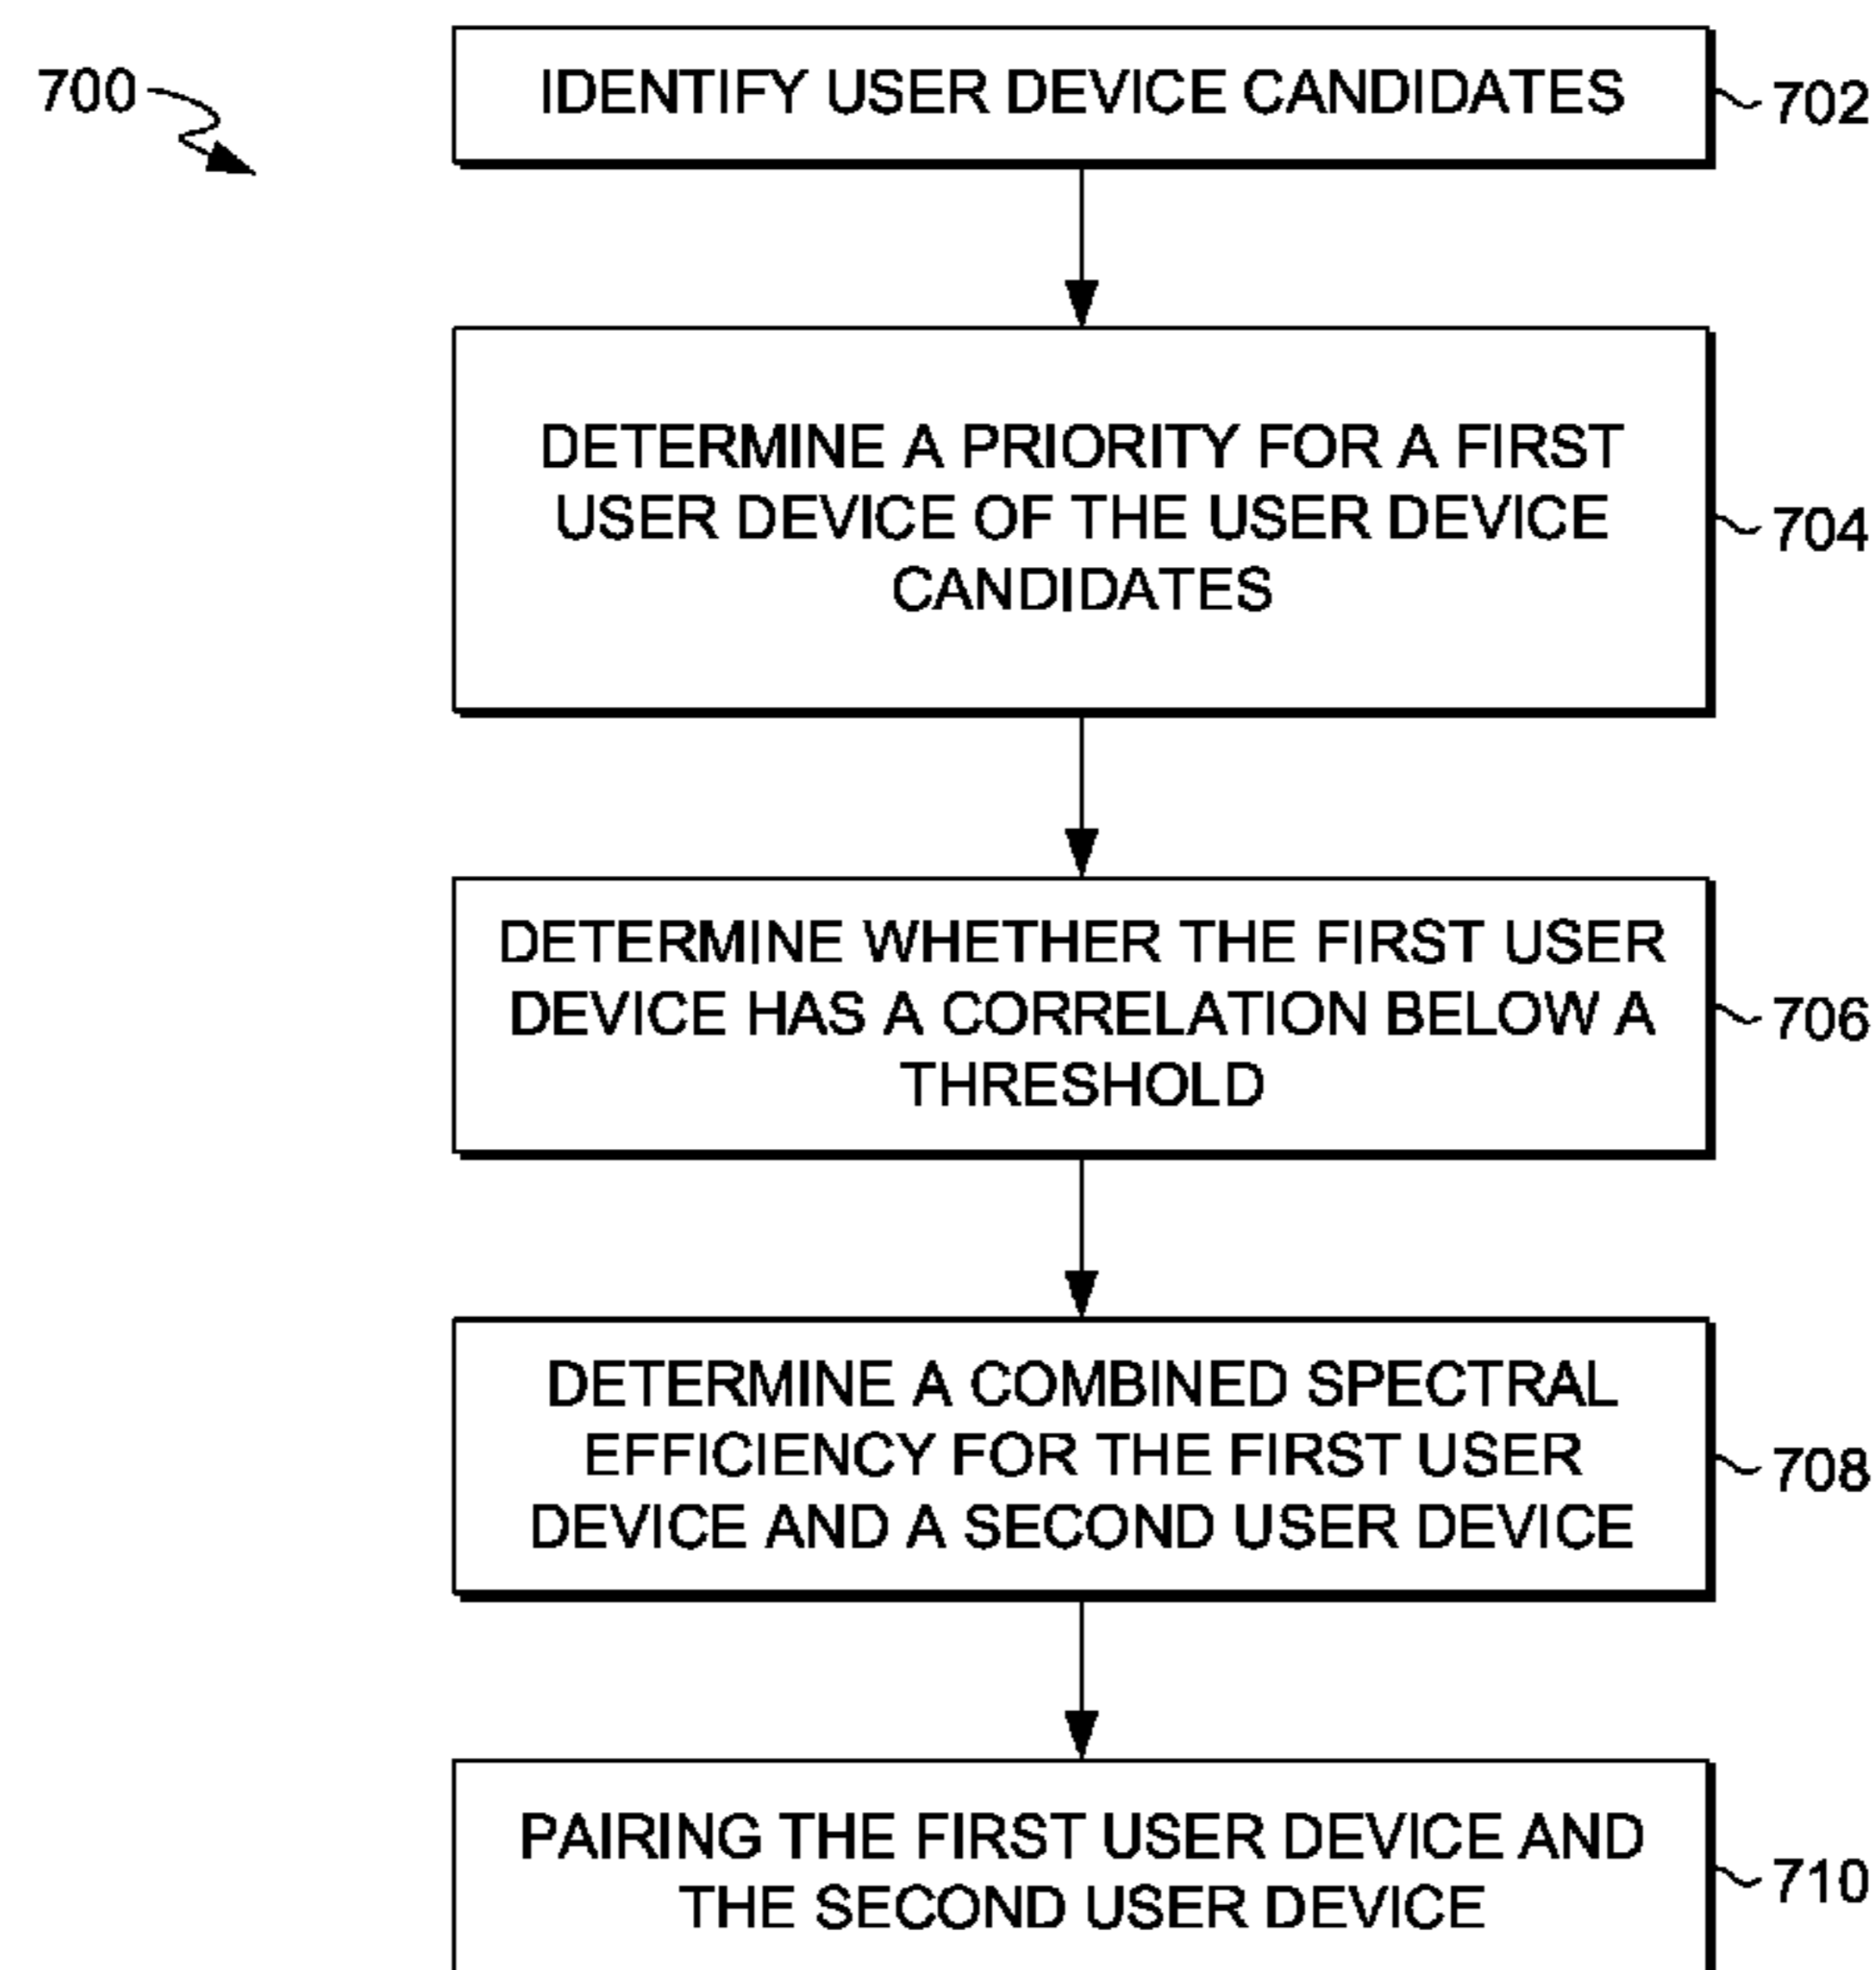 700
IDENTIFY USER DEVICE CANDIDATES
702
DETERMINE A PRIORITY FOR A FIRST
USER DEVICE OF THE USER DEVICE
CANDIDATES
704
DETERMINE WHETHER THE FIRST USER
DEVICE HAS A CORRELATION BELOW A
THRESHOLD
706
DETERMINE A COMBINED SPECTRAL
EFFICIENCY FOR THE FIRST USER
DEVICE AND A SECOND USER DEVICE
708
PAIRING THE FIRST USER DEVICE AND
THE SECOND USER DEVICE
710